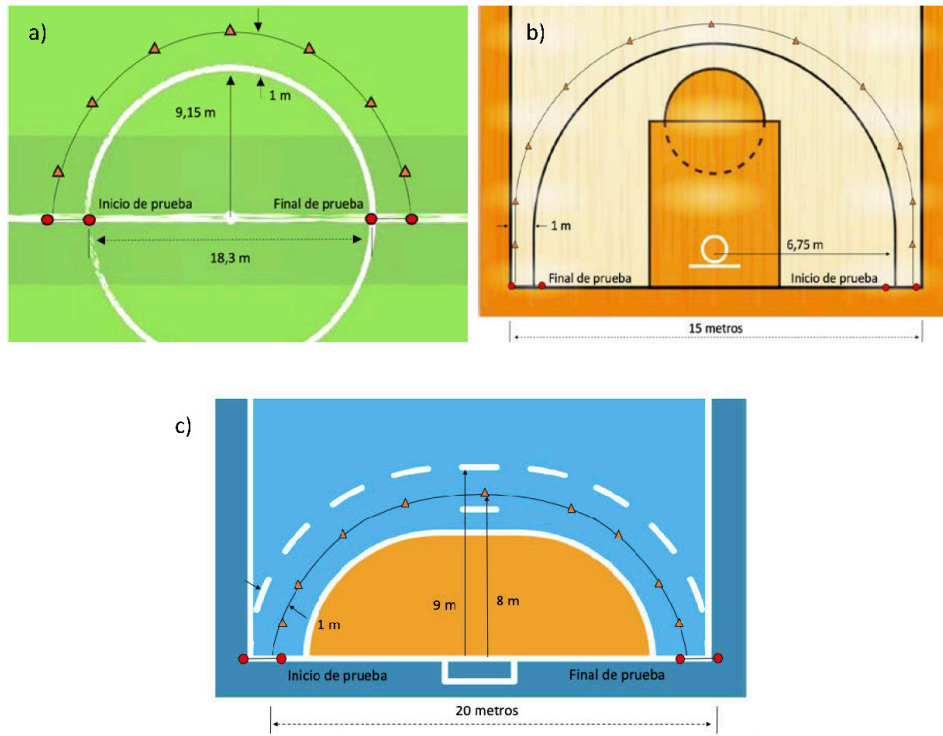 a)
1 m
9,15 m
Inicio de prueba
Final de prueba
18,3 m
b)
1 m
6,75 m
Final de prueba
Inicio de prueba
15 metros
c)
9 m
8 m
1 m
Inicio de prueba
Final de prueba
20 metros